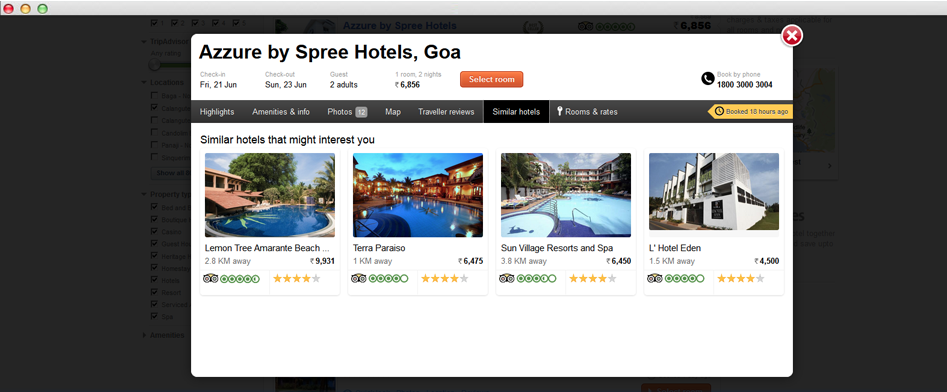 Azzure by Spree Hotels
6,856
TripAdvisor
Locations
Azzure by Spree Hotels, Goa
Check-in
Fri, 21 Jun
Check-out
Sun, 23 Jun
Guest
2 adults
1 room, 2 nights
₹ 6,856
Select room
Book by phone
1800 3000 3004
Highlights
Amenities & info
Photos 12
Map
Traveller reviews
Similar hotels
Rooms & rates
Booked 18 hours ago
Similar hotels that might interest you
Lemon Tree Amarante Beach ...
2.8 KM away
₹ 9,931
Terra Paraiso
1 KM away
₹ 6,475
Sun Village Resorts and Spa
3.8 KM away
₹ 6,450
L' Hotel Eden
1.5 KM away
₹ 4,500
Amenities